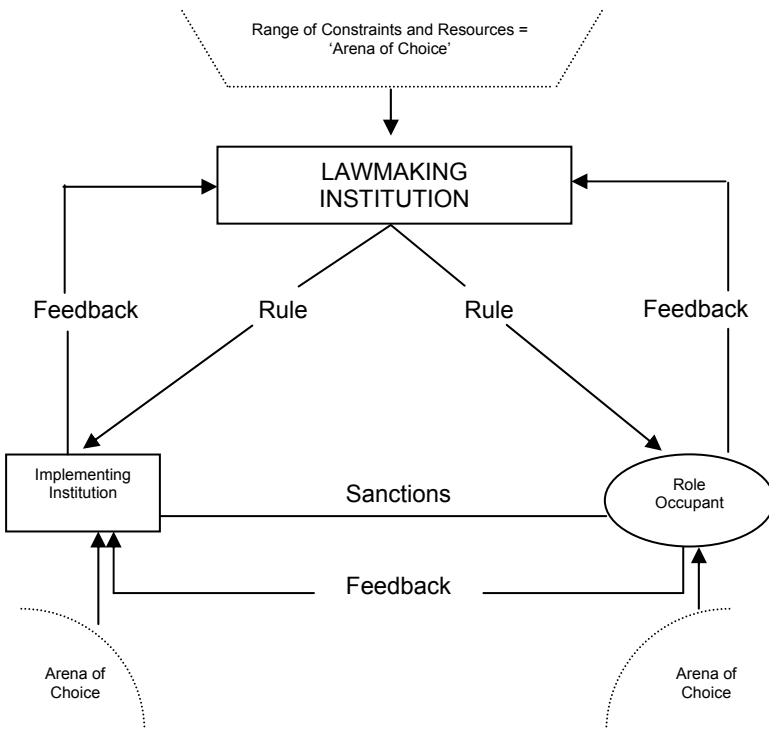 Range of Constraints and Resources =
‘Arena of Choice’
LAWMAKING
INSTITUTION
Feedback
Rule
Rule
Feedback
Implementing
Institution
Sanctions
Role
Occupant
Feedback
Arena of
Choice
Arena of
Choice